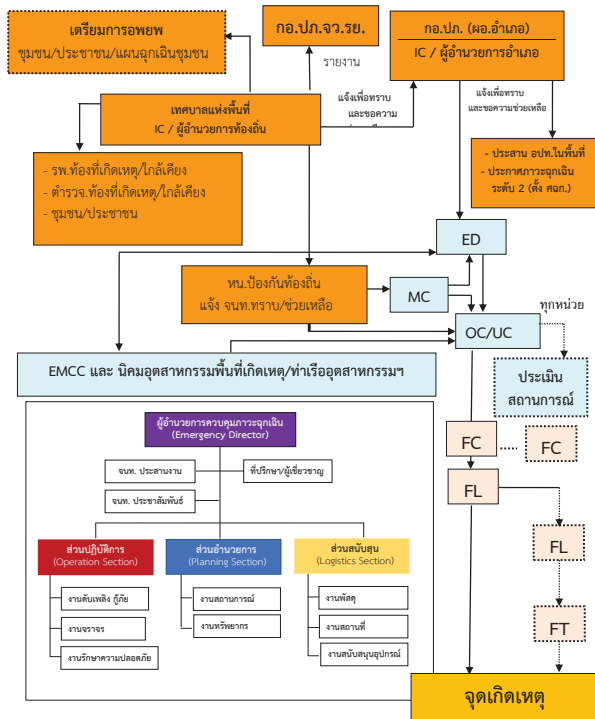 เตรียมการอพยพ
ชุมชน/ประชาชน/แผนฉุกเฉินชุมชน
กอ.ปภ.จว.รย.
กอ.ปภ. (ผอ.อำเภอ)
IC / ผู้อำนวยการอำเภอ
รายงาน
แจ้งเพื่อทราบ
และขอความ
แจ้งเพื่อทราบ
และขอความช่วยเหลือ
เทศบาลแห่งพื้นที่
IC / ผู้อำนวยการท้องถิ่น
- รพ.ท้องที่เกิดเหตุ/ใกล้เคียง
- ตำรวจ.ท้องที่เกิดเหตุ/ใกล้เคียง
- ชุมชน/ประชาชน
- ประสาน อปท.ในพื้นที่
- ประกาศภาวะฉุกเฉิน
ระดับ 2 (ตั้ง ศฉก.)
ED
หน.ป้องกันท้องถิ่น
แจ้ง จนท.ทราบ/ช่วยเหลือ
MC
OC/UC
ทุกหน่วย
EMCC และ นิคมอุตสาหกรรมพื้นที่เกิดเหตุ/ท่าเรืออุตสาหกรรมฯ
ประเมิน
สถานการณ์
ผู้อำนวยการควบคุมภาวะฉุกเฉิน
(Emergency Director)
จนท. ประสานงาน
ที่ปรึกษา/ผู้เชี่ยวชาญ
จนท. ประชาสัมพันธ์
ส่วนปฏิบัติการ
(Operation Section)
ส่วนอำนวยการ
(Planning Section)
ส่วนสนับสุน
(Logistics Section)
งานดับเพลิง กู้ภัย
งานจราจร
งานรักษาความปลอดภัย
งานสถานการณ์
งานทรัพยากร
งานพัสดุ
งานสถานที่
งานสนับสนุนอุปกรณ์
FC
FC
FL
FL
FT
จุดเกิดเหตุ